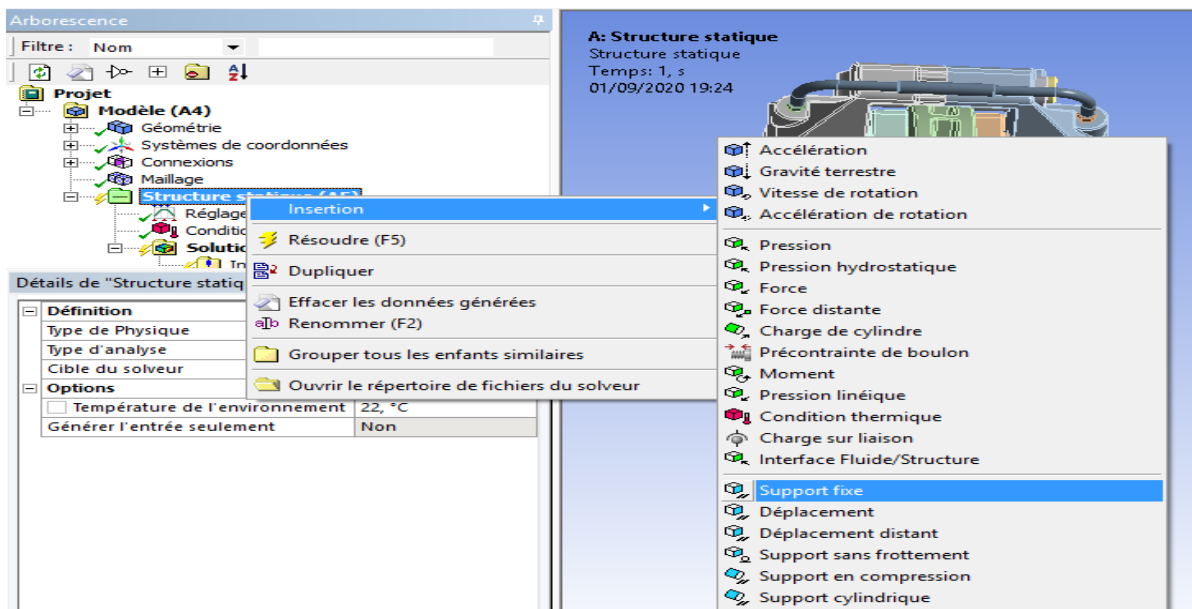 Arborescence
Filtre : Nom
Projet
Modèle (A4)
Géométrie
Systèmes de coordonnées
Connexions
Maillage
Structure statique (A5)
Réglage
Conditio
Solutio
In
Détails de "Structure statiq
Définition
Type de Physique
Type d'analyse
Cible du solveur
Options
Température de l'environnement 22, °C
Générer l'entrée seulement Non
Insertion
Résoudre (F5)
Dupliquer
Effacer les données générées
Renommer (F2)
Grouper tous les enfants similaires
Ouvrir le répertoire de fichiers du solveur
A: Structure statique
Structure statique
Temps: 1, s
01/09/2020 19:24
Accélération
Gravité terrestre
Vitesse de rotation
Accélération de rotation
Pression
Pression hydrostatique
Force
Force distante
Charge de cylindre
Précontrainte de boulon
Moment
Pression linéique
Condition thermique
Charge sur liaison
Interface Fluide/Structure
Support fixe
Déplacement
Déplacement distant
Support sans frottement
Support en compression
Support cylindrique